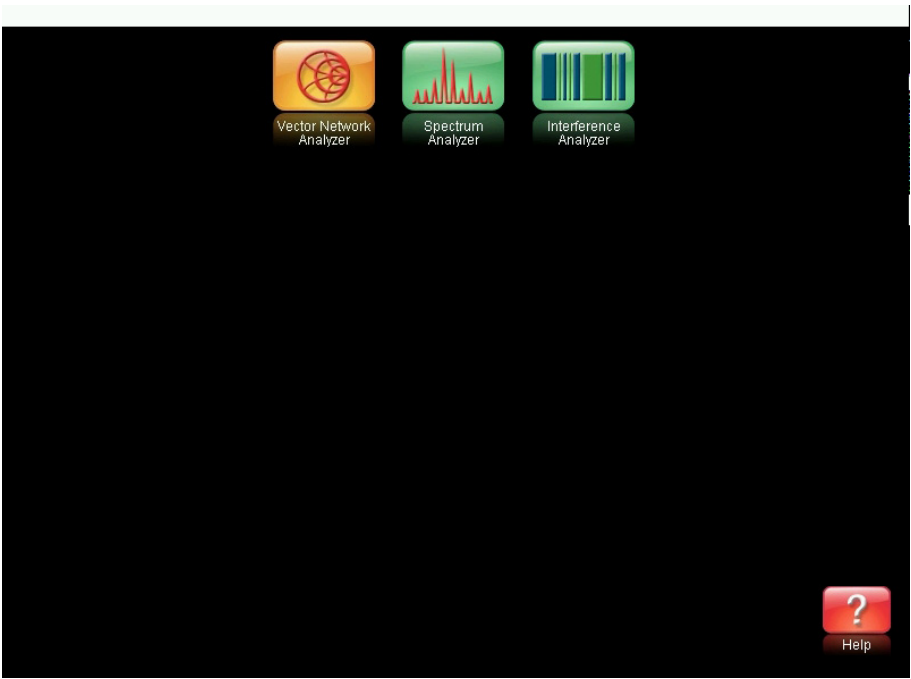 Vector Network
Analyzer
Spectrum
Analyzer
Interference
Analyzer
?
Help